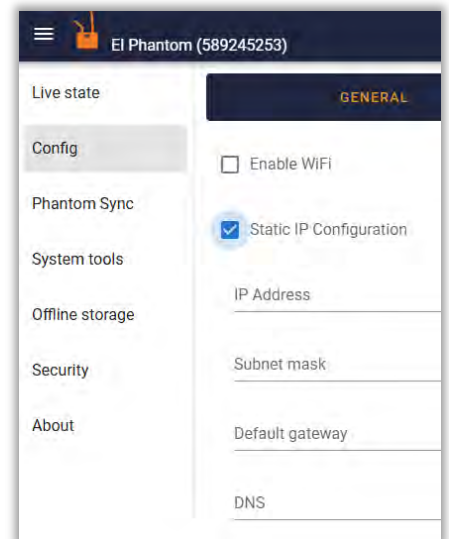 El Phantom (589245253)
Live state
Config
Phantom Sync
System tools
Offline storage
Security
About
GENERAL
Enable WiFi
Static IP Configuration
IP Address
Subnet mask
Default gateway
DNS